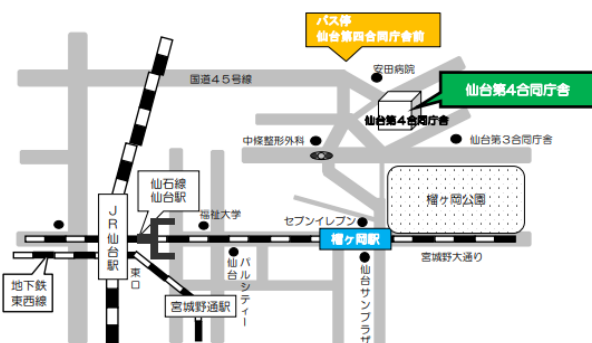 バス停
仙台第四合同庁舎前
安田病院
国道45号線
仙台第4合同庁舎
仙台第4合同庁舎
中條整形外科
仙台第3合同庁舎
仙石線
仙台駅
榴ヶ岡公園
JR仙台駅
福祉大学
セブンイレブン
榴ヶ岡駅
宮城野大通り
地下鉄
東西線
東口
仙台
パルシティー
仙台サンプラザ
宮城野通駅